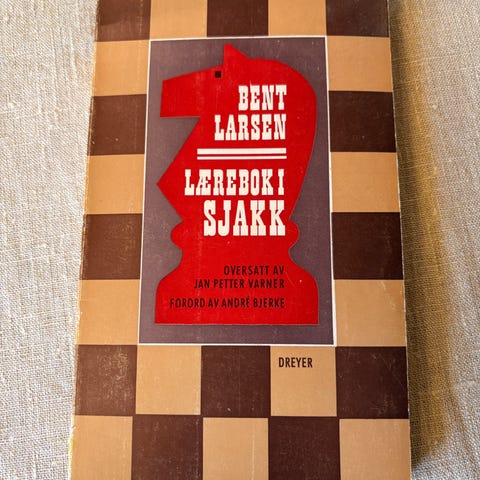 BENT
LARSEN
LÆREBOK I
SJAKK
OVERSATT AV
JAN PETTER VARNER
FORORD AV ANDRÉ BJERKE
DREYER